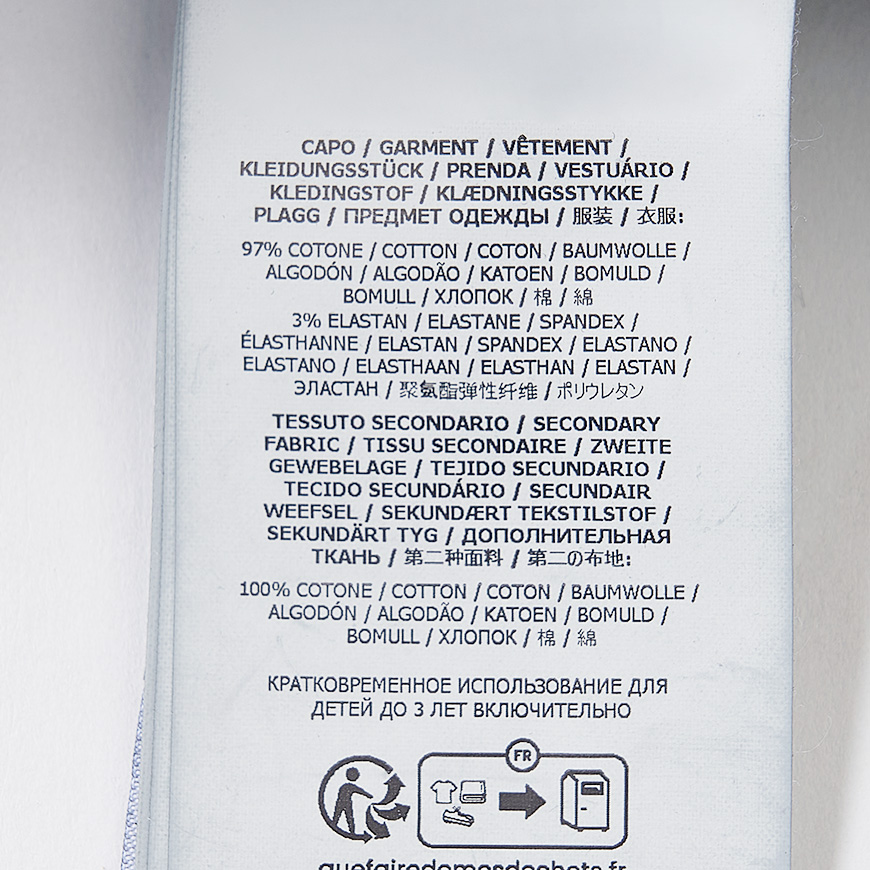 CAPO / GARMENT / VÊTEMENT /
KLEIDUNGSSTÜCK / PRENDA / VESTUÁRIO /
KLEDINGSTOF / KLÆDNINGSSTYKKE /
PLAGG / ПРЕДМЕТ ОДЕЖДЫ / 服装 / 衣服:
97% COTONE / COTTON / COTON / BAUMWOLLE /
ALGODÓN / ALGODÃO / KATOEN / BOMULD /
BOMULL / ХЛОПОК / 棉 / 綿
3% ELASTAN / ELASTANE / SPANDEX /
ÉLASTHANNE / ELASTAN / SPANDEX / ELASTANO /
ELASTANO / ELASTHAAN / ELASTHAN / ELASTAN /
ЭЛАСТАН / 聚氨酯弹性纤维 / ポリウレタン
TESSUTO SECONDARIO / SECONDARY
FABRIC / TISSU SECONDAIRE / ZWEITE
GEWEBELAGE / TEJIDO SECUNDARIO /
TECIDO SECUNDÁRIO / SECUNDAIR
WEEFSEL / SEKUNDÆRT TEKSTILSTOF /
SEKUNDÄRT TYG / ДОПОЛНИТЕЛЬНАЯ
ТКАНЬ / 第二种面料 / 第二の布地:
100% COTONE / COTTON / COTON / BAUMWOLLE /
ALGODÓN / ALGODÃO / KATOEN / BOMULD /
BOMULL / ХЛОПОК / 棉 / 綿
КРАТКОВРЕМЕННОЕ ИСПОЛЬЗОВАНИЕ ДЛЯ
ДЕТЕЙ ДО 3 ЛЕТ ВКЛЮЧИТЕЛЬНО
FR
quefairedemesdechets.fr